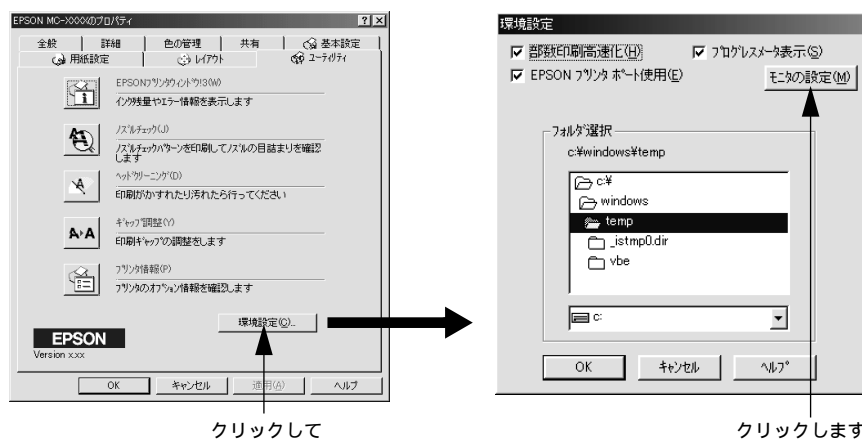 EPSON MC-XXXXのプロパティ
全般 詳細 色の管理 共有 基本設定
用紙設定 レイアウト ユーティリティ
EPSONプリンタウィンドウ!3(W)
インク残量やエラー情報を表示します
ノズルチェック(J)
ノズルチェックパターンを印刷してノズルの目詰まりを確認
します
ヘッドクリーニング(D)
印刷がかすれたり汚れたら行ってください
ギャップ調整(Y)
印刷ギャップの調整をします
プリンタ情報(P)
プリンタのオプション情報を確認します
環境設定(C)...
EPSON
Version x.xx
OK キャンセル 適用(A) ヘルプ
クリックして
環境設定
部数印刷高速化(H) プログレスメータ表示(S)
EPSON プリンタ ポート使用(E) モニタの設定(M)
フォルダ選択
c:¥windows¥temp
c:¥
windows
temp
_istmp0.dir
vbe
c:
OK キャンセル ヘルプ
クリックします